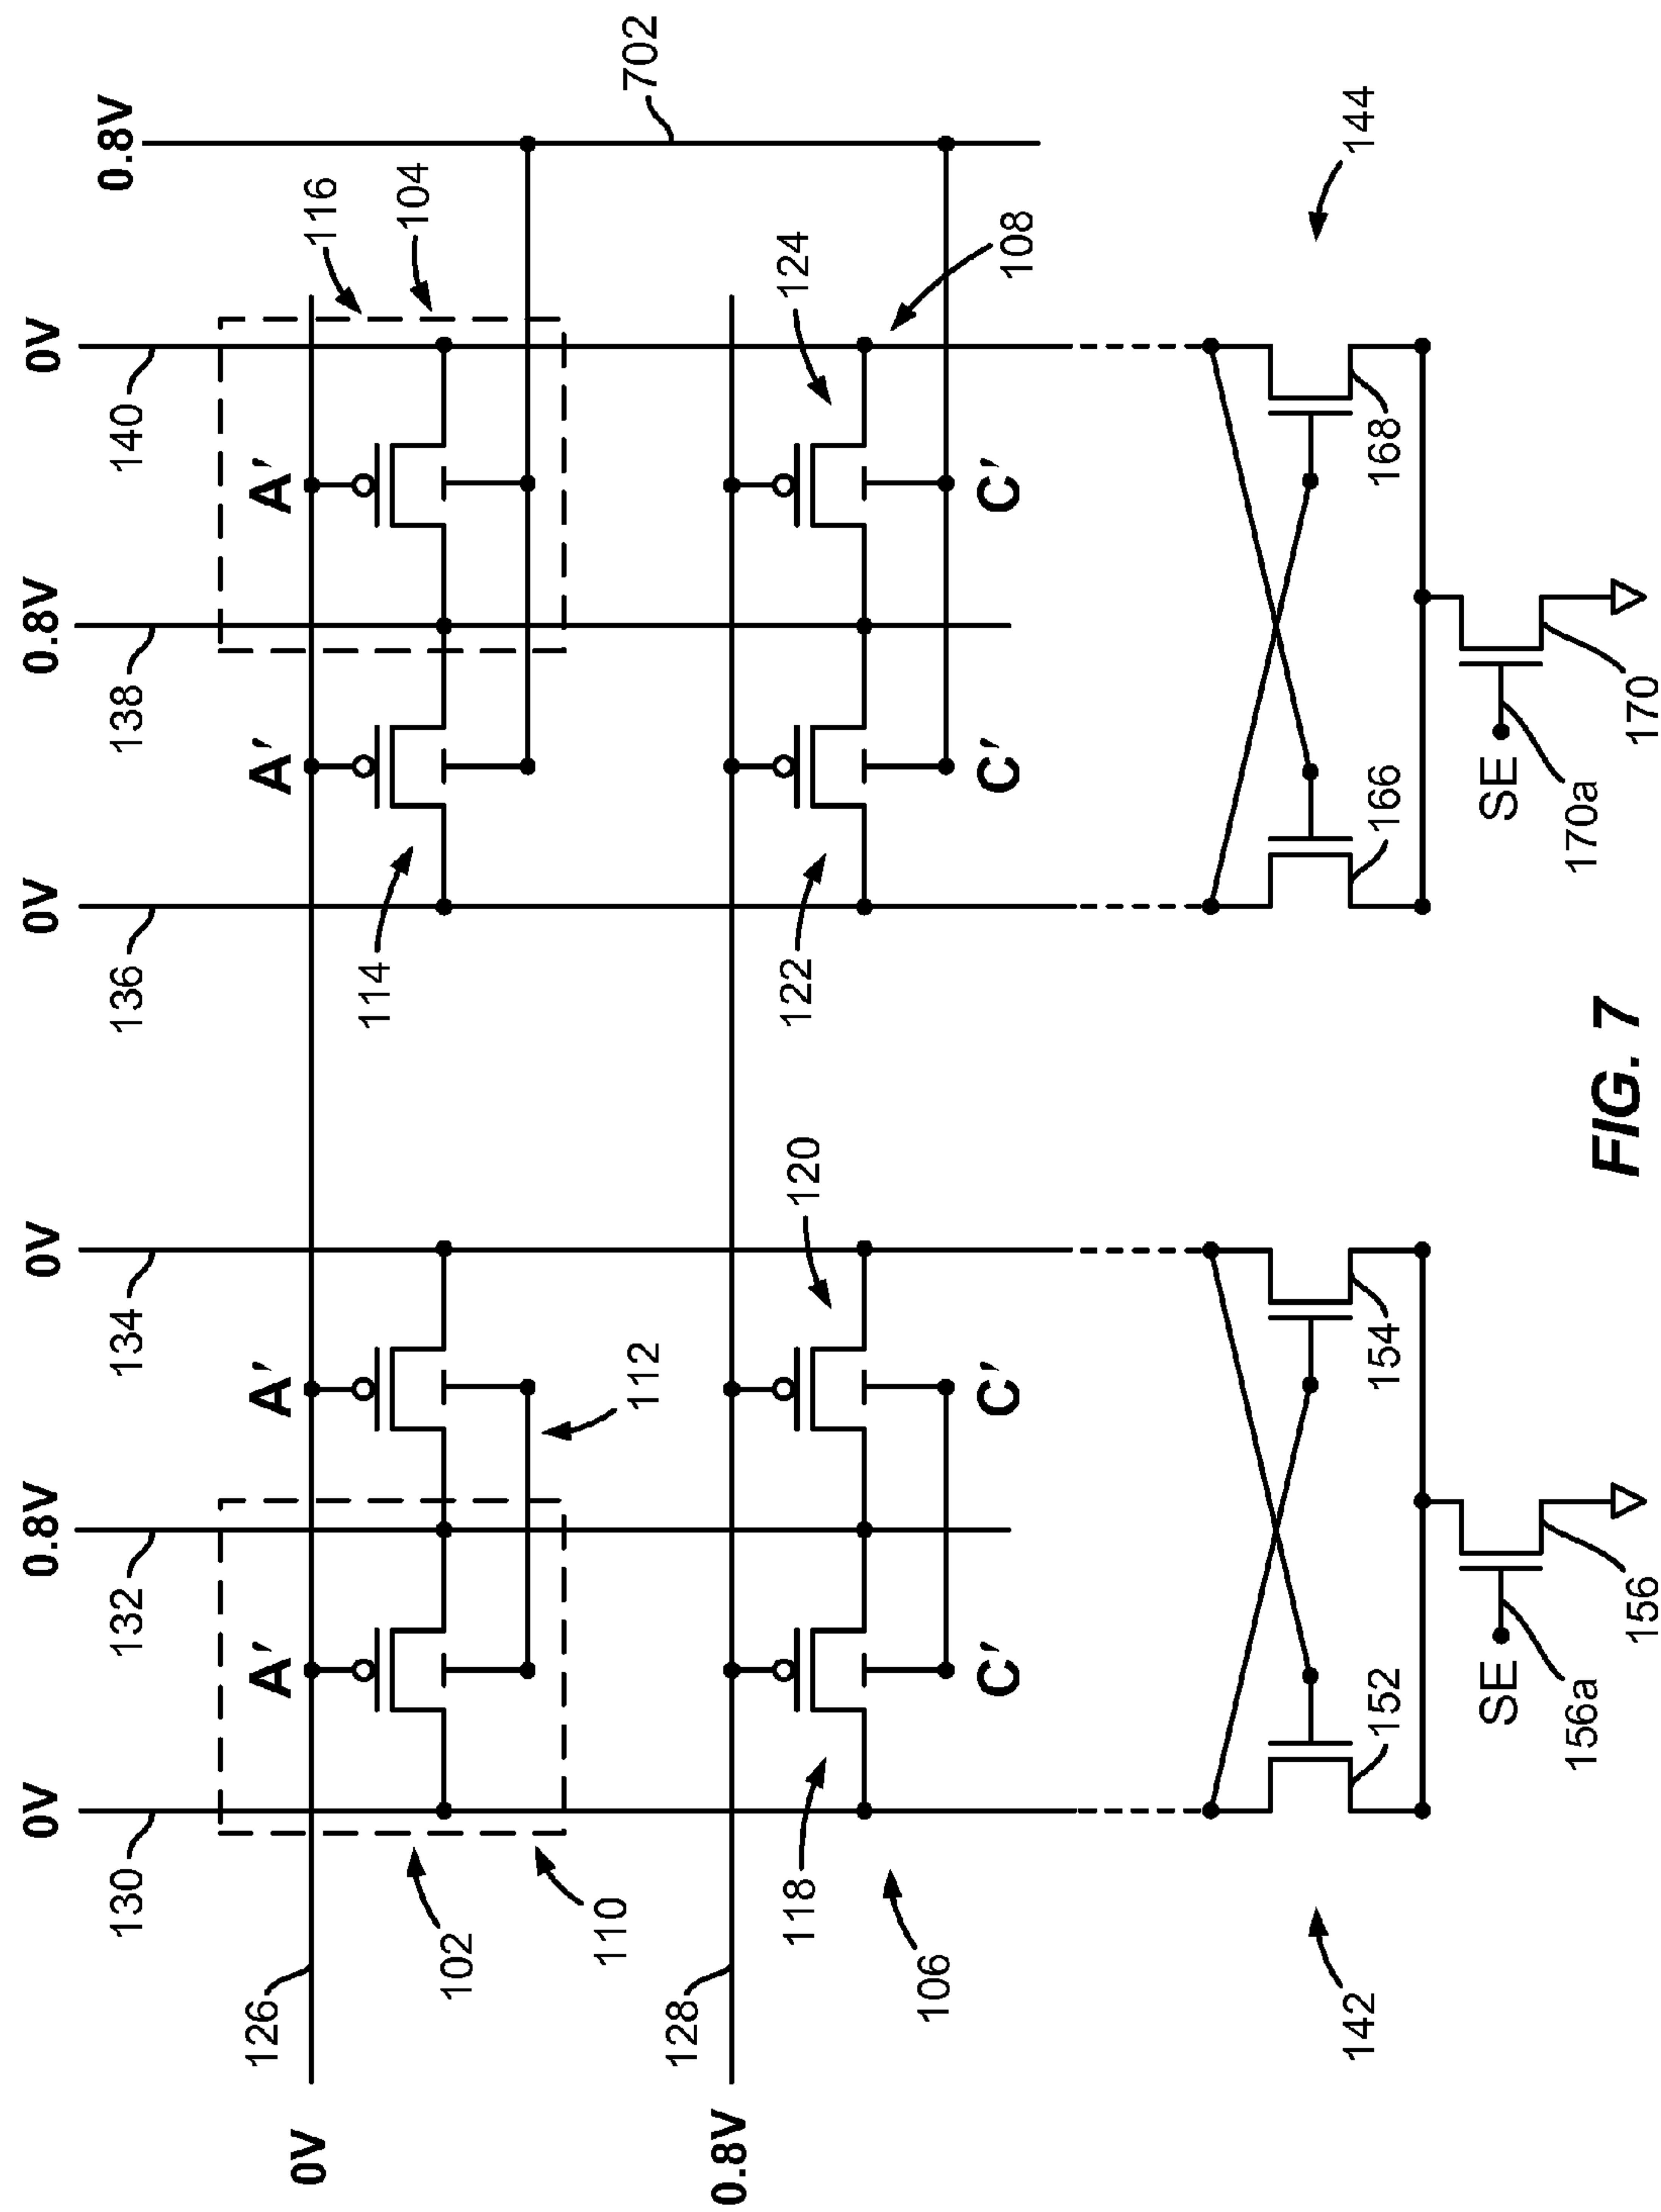 0V
0.8V
0V
0V
0.8V
0V
0.8V
130
132
134
136
138
140
702
126
0V
A′
A′
A′
A′
116
104
102
110
112
114
128
0.8V
118
120
122
124
108
106
C′
C′
C′
C′
142
152
154
166
168
144
SE
156a
156
SE
170a
170
FIG. 7